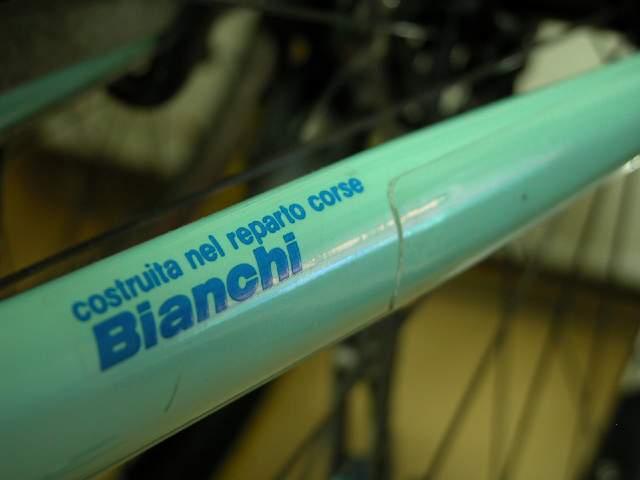 costruita nel reparto corse
Bianchi